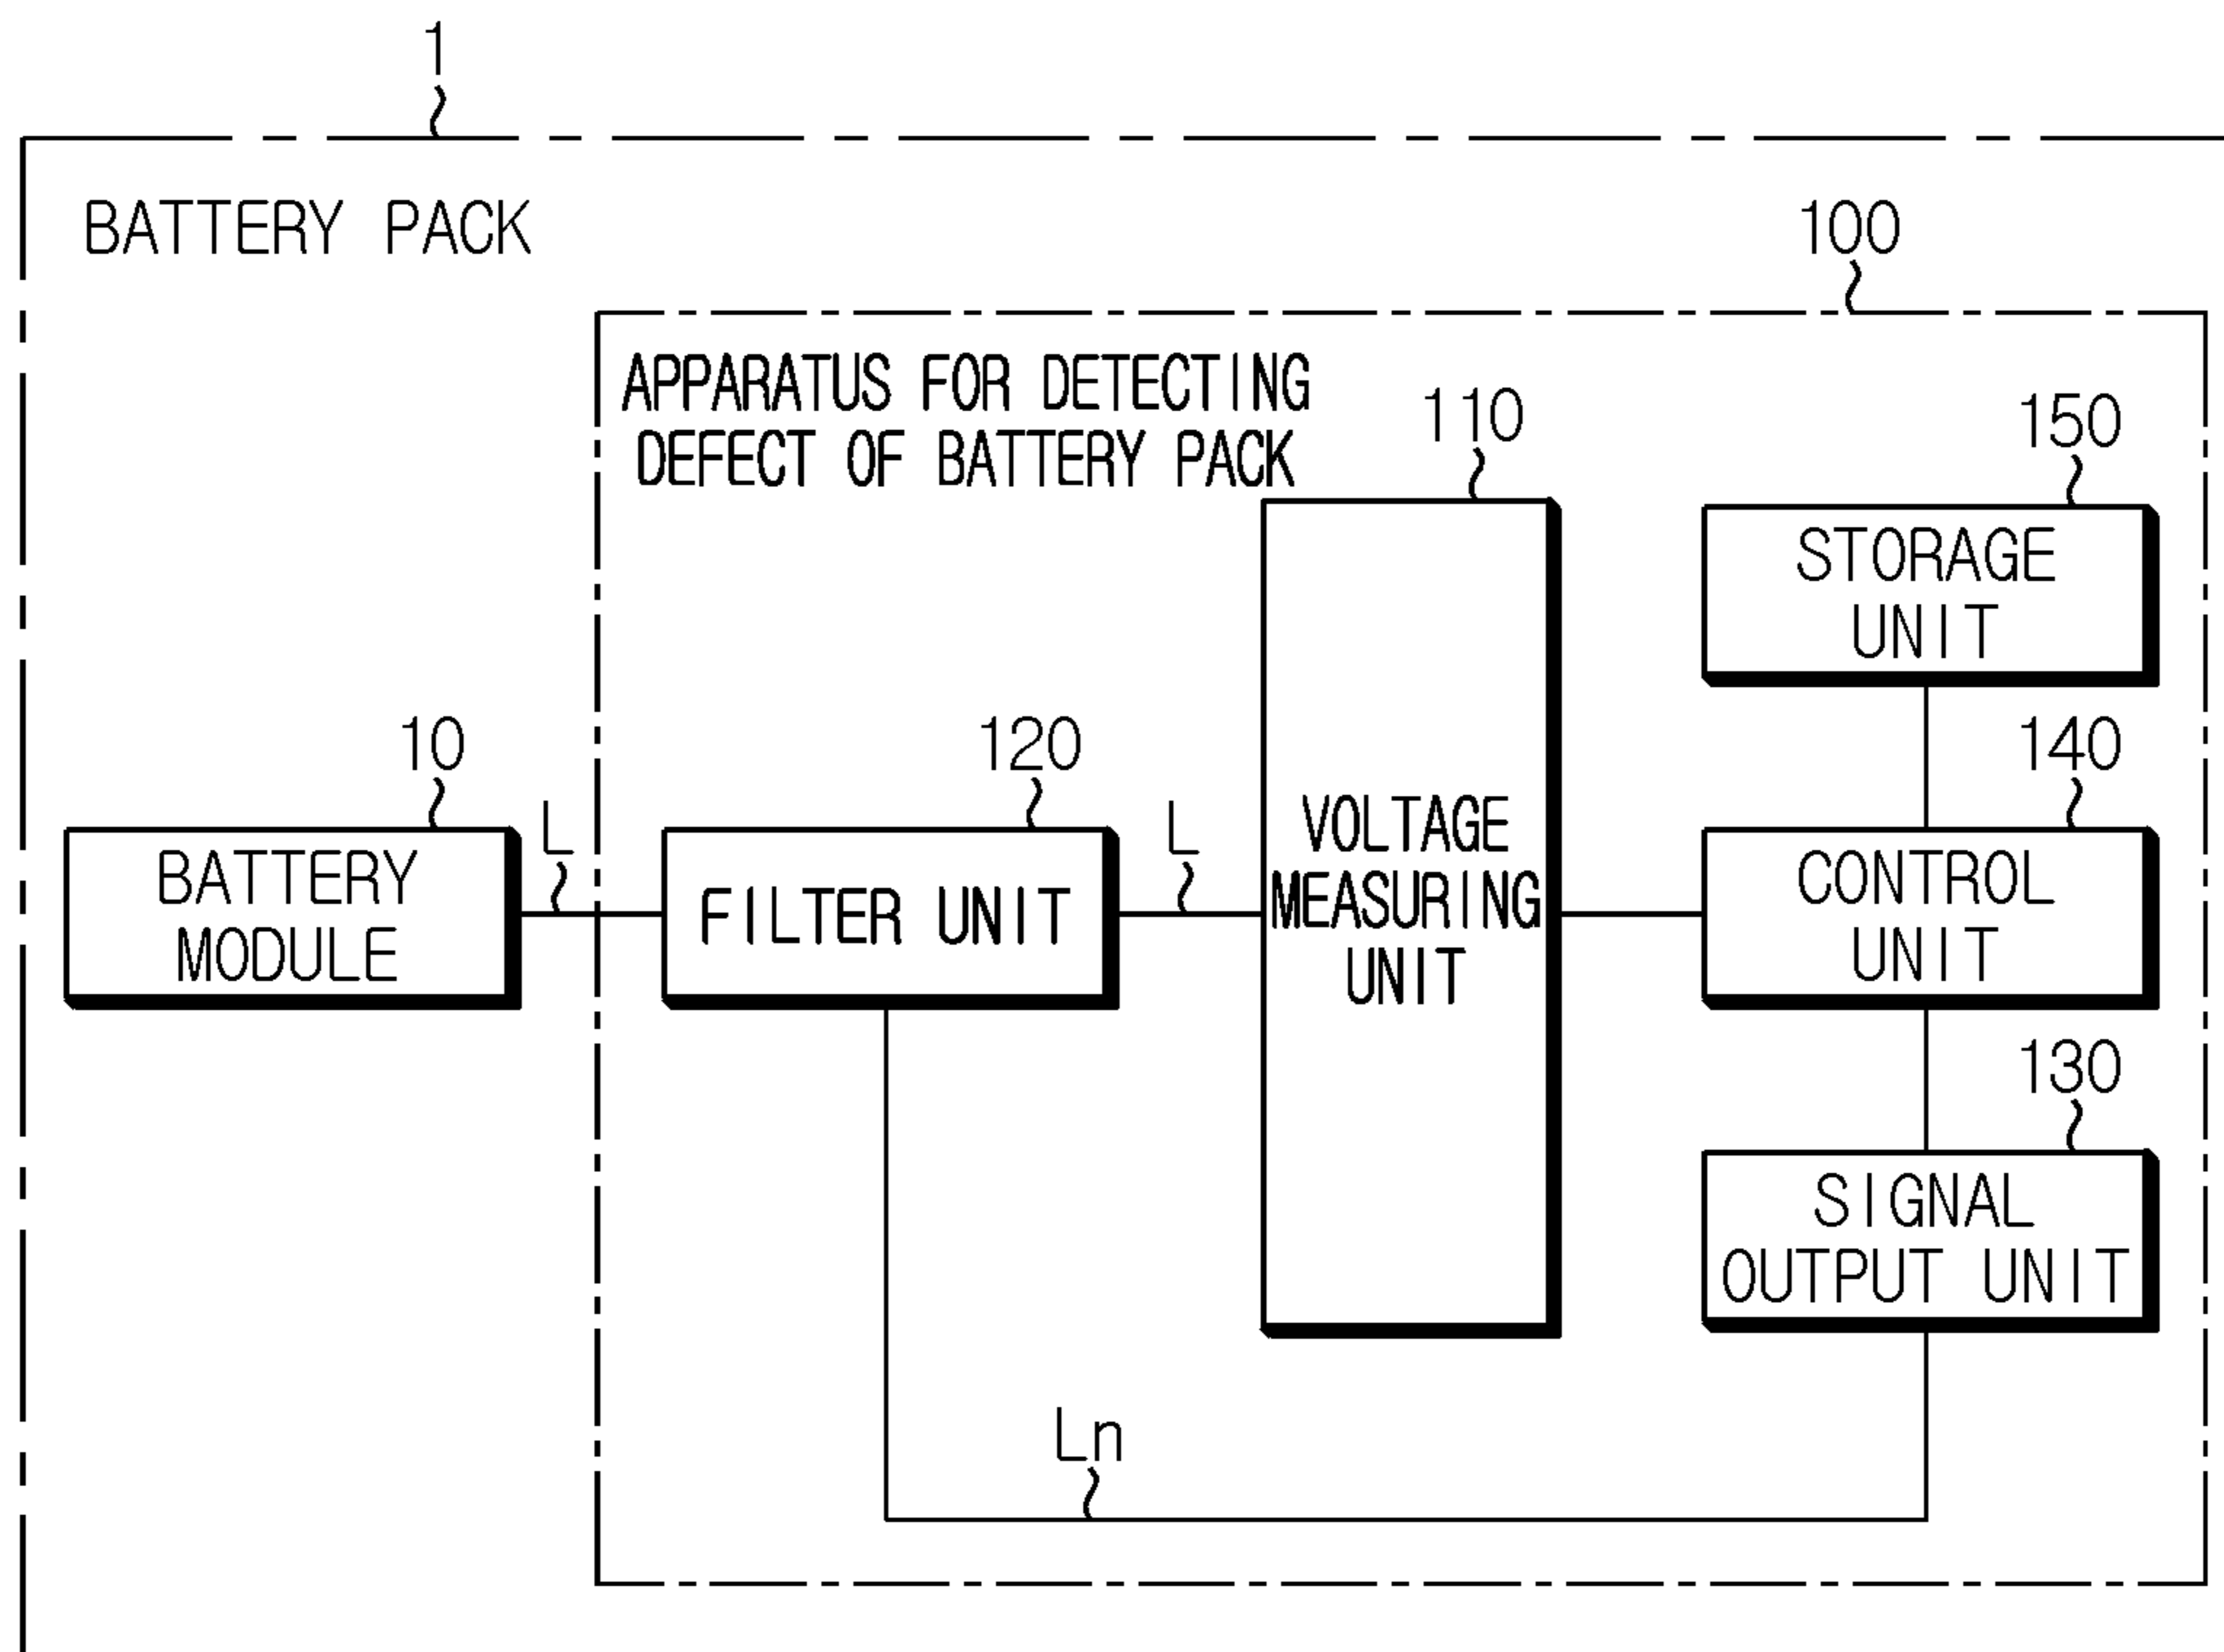 1
BATTERY PACK
100
APPARATUS FOR DETECTING
DEFECT OF BATTERY PACK
110
150
STORAGE
UNIT
10
L
120
L
140
BATTERY
MODULE
FILTER UNIT
VOLTAGE
MEASURING
UNIT
CONTROL
UNIT
130
SIGNAL
OUTPUT UNIT
Ln